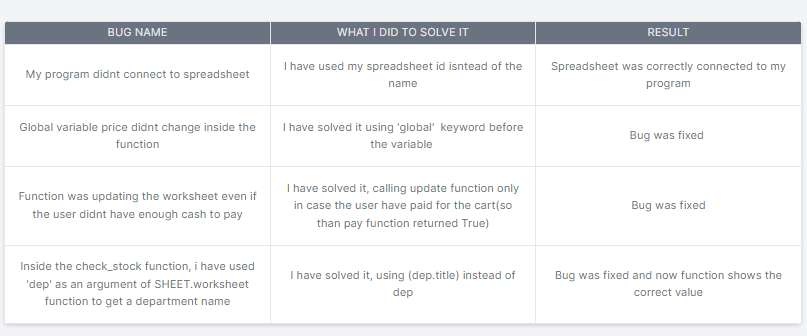 BUG NAME
WHAT I DID TO SOLVE IT
RESULT
My program didnt connect to spreadsheet
I have used my spreadsheet id isntead of the
name
Spreadsheet was correctly connected to my
program
Global variable price didnt change inside the
function
I have solved it using 'global' keyword before
the variable
Bug was fixed
Function was updating the worksheet even if
the user didnt have enough cash to pay
I have solved it, calling update function only
in case the user have paid for the cart(so
than pay function returned True)
Bug was fixed
Inside the check_stock function, i have used
'dep' as an argument of SHEET.worksheet
function to get a department name
I have solved it, using (dep.title) instead of
dep
Bug was fixed and now function shows the
correct value